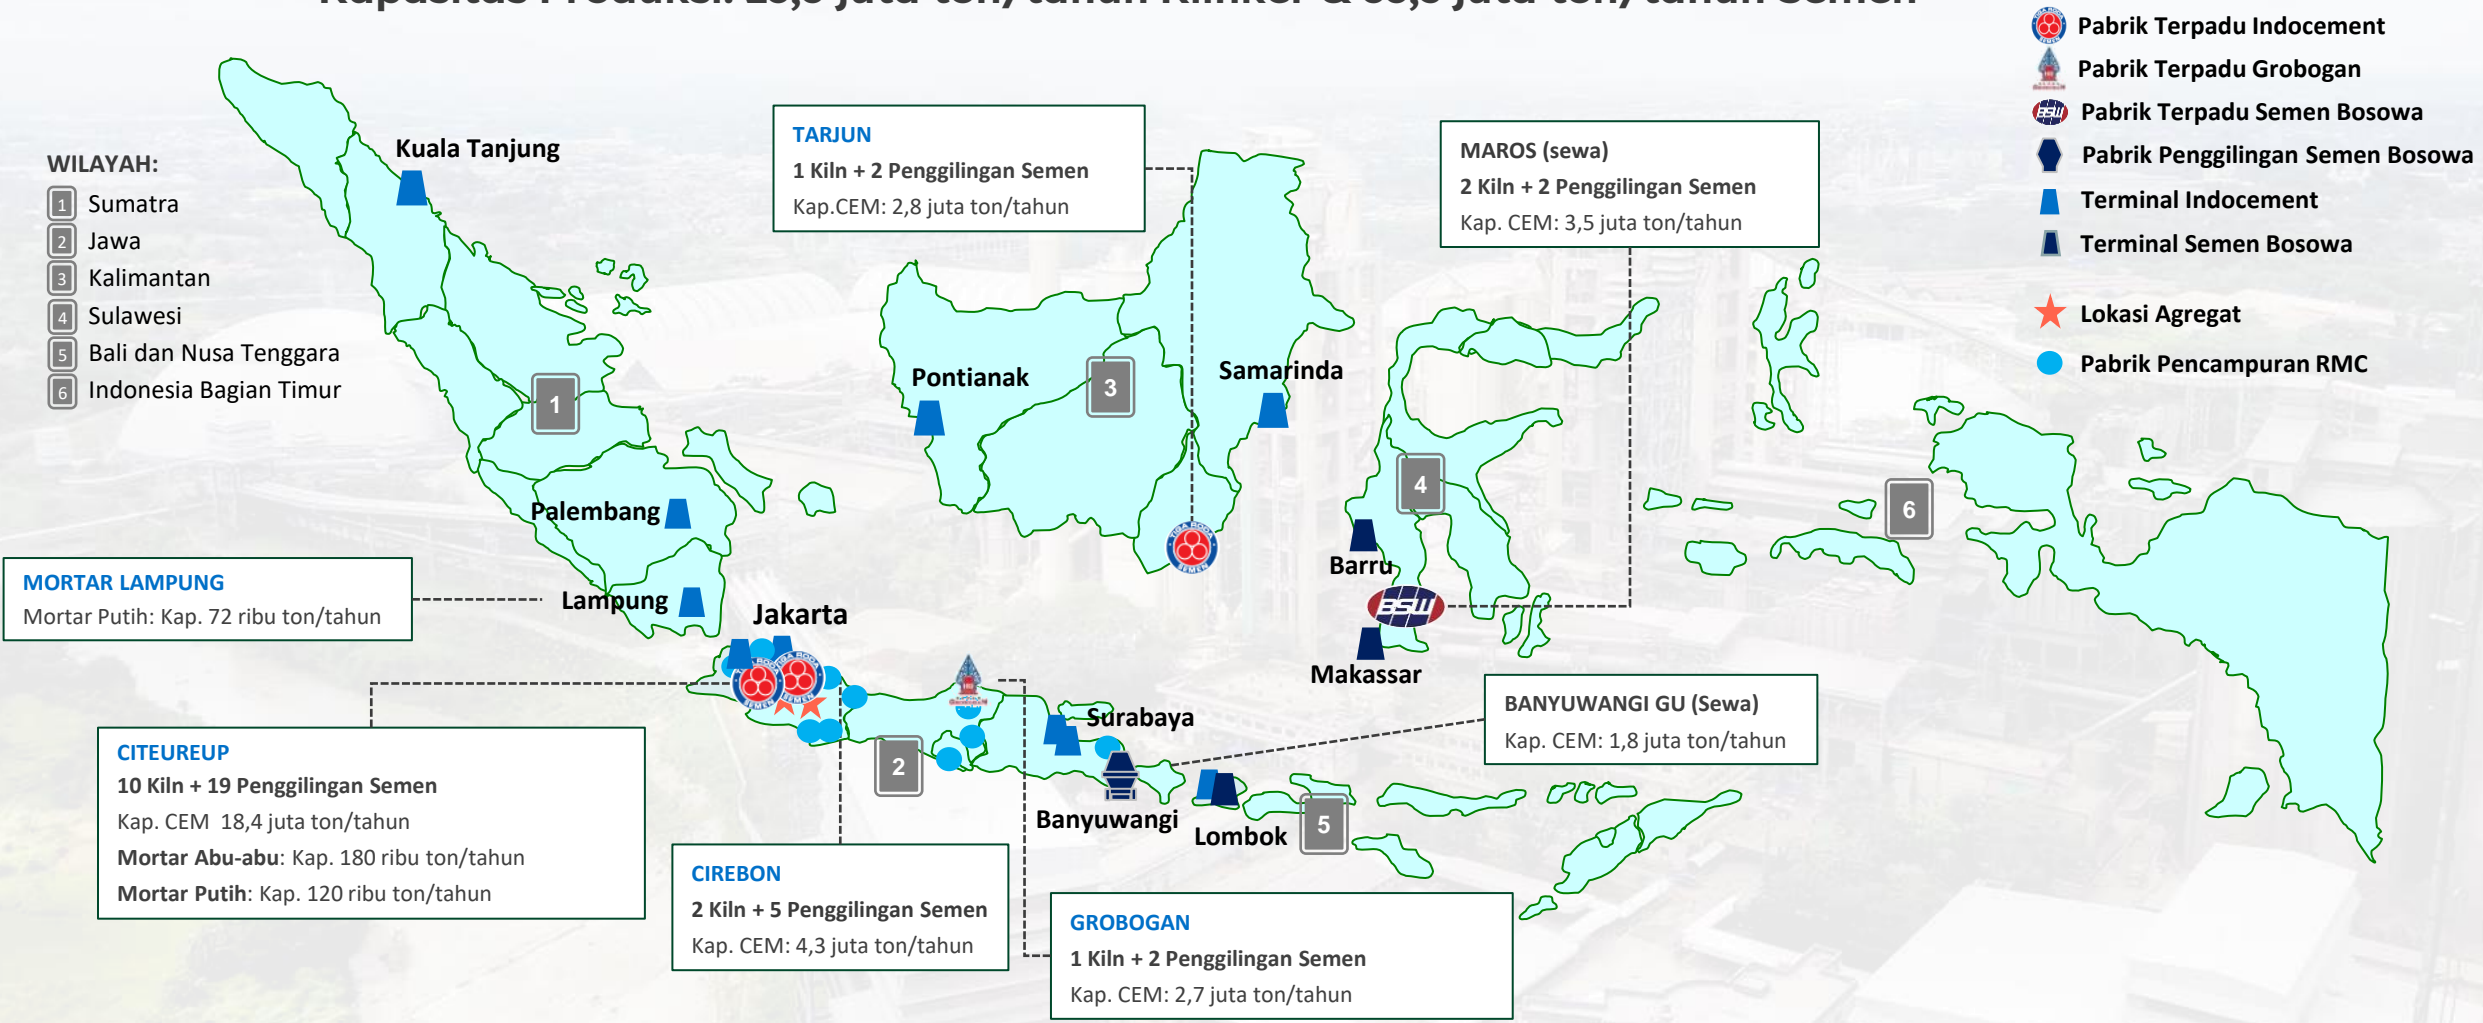 Pabrik Terpadu Indocement
Pabrik Terpadu Grobogan
Pabrik Terpadu Semen Bosowa
Pabrik Penggilingan Semen Bosowa
Terminal Indocement
Terminal Semen Bosowa
Lokasi Agregat
Pabrik Pencampuran RMC
WILAYAH:
1 Sumatra
2 Jawa
3 Kalimantan
4 Sulawesi
5 Bali dan Nusa Tenggara
6 Indonesia Bagian Timur
Kuala Tanjung
TARJUN
1 Kiln + 2 Penggilingan Semen
Kap.CEM: 2,8 juta ton/tahun
MAROS (sewa)
2 Kiln + 2 Penggilingan Semen
Kap. CEM: 3,5 juta ton/tahun
1
Pontianak
3
Samarinda
4
6
Palembang
Barru
BSW
Makassar
MORTAR LAMPUNG
Mortar Putih: Kap. 72 ribu ton/tahun
Lampung
Jakarta
Surabaya
BANYUWANGI GU (Sewa)
Kap. CEM: 1,8 juta ton/tahun
CITEUREUP
10 Kiln + 19 Penggilingan Semen
Kap. CEM 18,4 juta ton/tahun
Mortar Abu-abu: Kap. 180 ribu ton/tahun
Mortar Putih: Kap. 120 ribu ton/tahun
2
Banyuwangi
Lombok
5
CIREBON
2 Kiln + 5 Penggilingan Semen
Kap. CEM: 4,3 juta ton/tahun
GROBOGAN
1 Kiln + 2 Penggilingan Semen
Kap. CEM: 2,7 juta ton/tahun
TIGA RODA
SEMEN